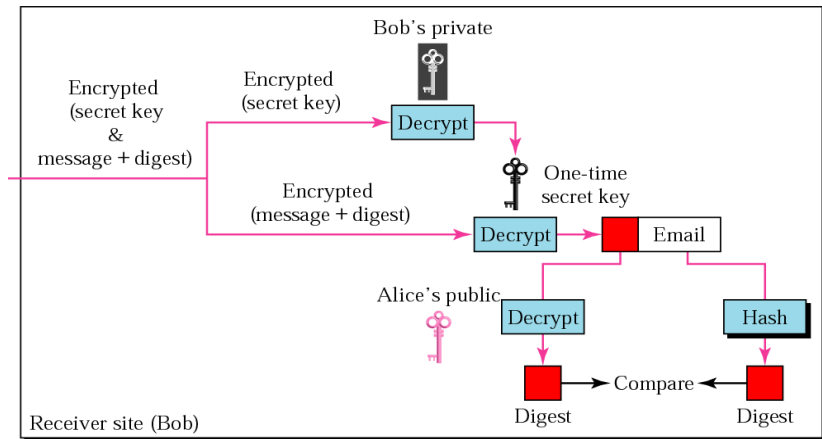 Bob's private
Encrypted
(secret key
&
message + digest)
Encrypted
(secret key)
Decrypt
One-time
secret key
Encrypted
(message + digest)
Decrypt
Email
Alice's public
Decrypt
Hash
Compare
Digest
Digest
Receiver site (Bob)